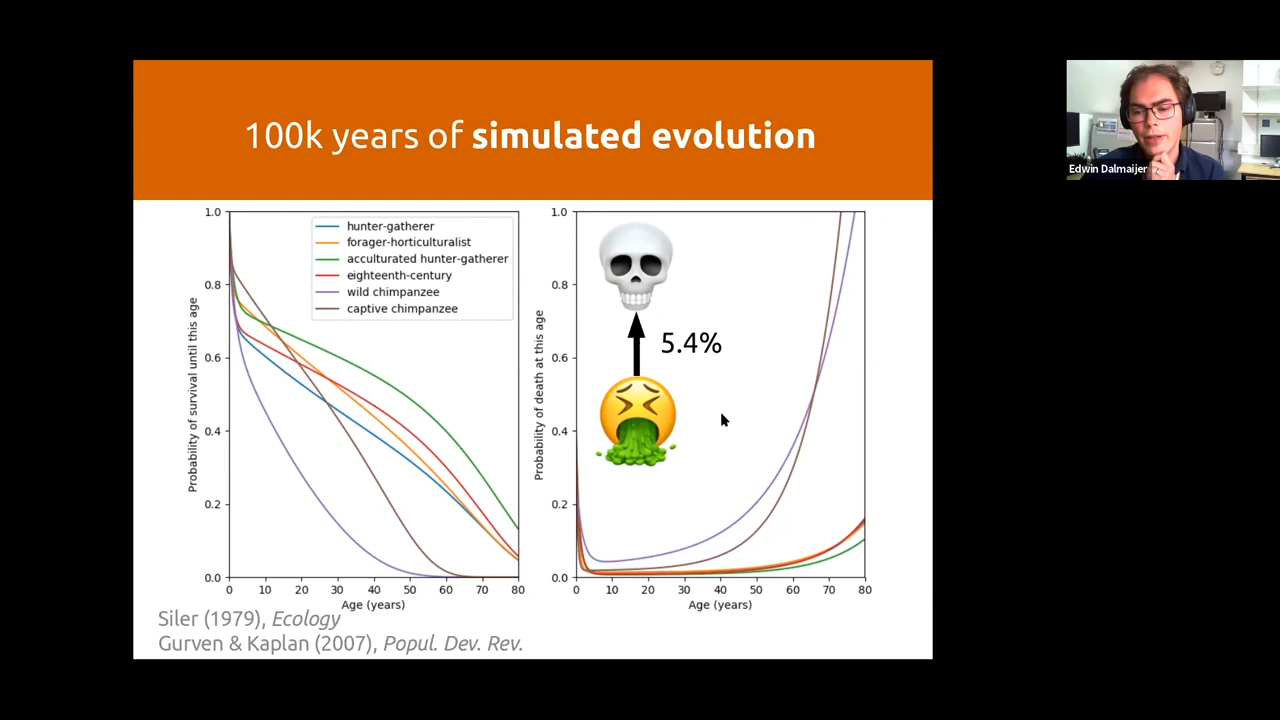 100k years of simulated evolution
Edwin Dalmaijer
1.0
0.8
0.6
0.4
0.2
0.0
Probability of survival until this age
hunter-gatherer
forager-horticulturalist
acculturated hunter-gatherer
eighteenth-century
wild chimpanzee
captive chimpanzee
0 10 20 30 40 50 60 70 80
Age (years)
1.0
0.8
0.6
0.4
0.2
0.0
Probability of death at this age
5.4%
0 10 20 30 40 50 60 70 80
Age (years)
Siler (1979), Ecology
Gurven & Kaplan (2007), Popul. Dev. Rev.